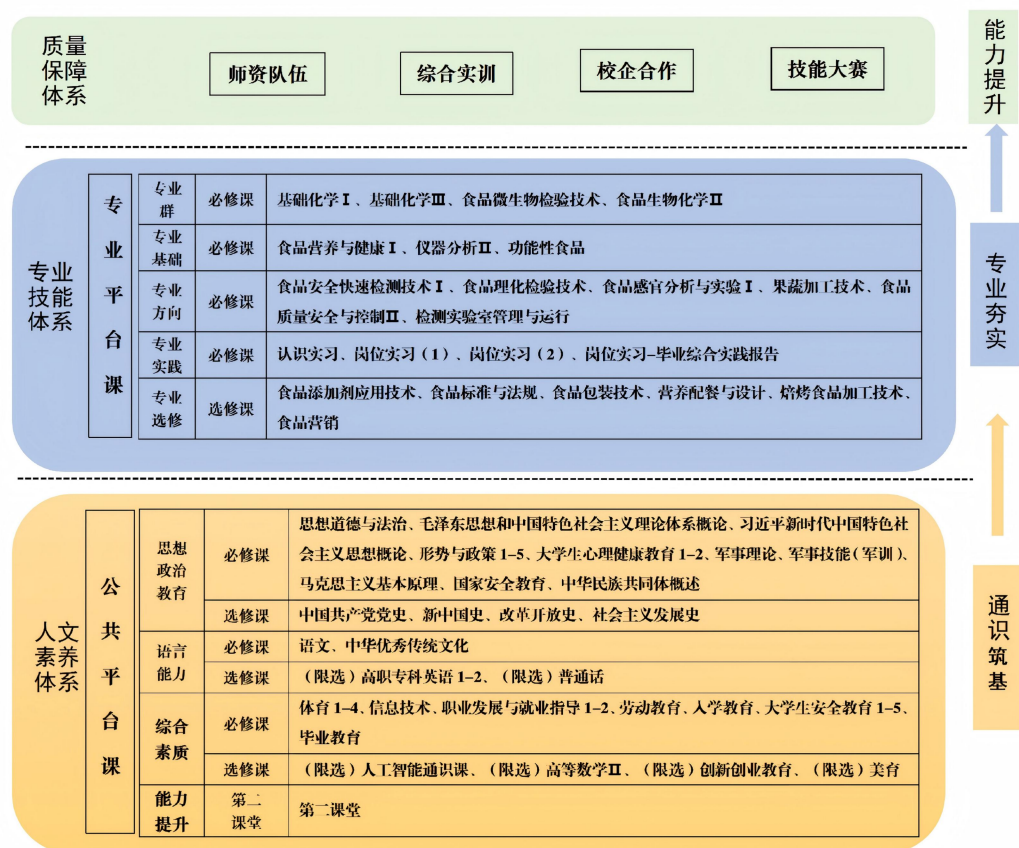 质量
保障
体系
师资队伍
综合实训
校企合作
技能大赛
能力提升
专业
技能
体系
专业平台课
专业
群
必修课
基础化学Ⅰ、基础化学Ⅲ、食品微生物检验技术、食品生物化学Ⅱ
专业
基础
必修课
食品营养与健康Ⅰ、仪器分析Ⅱ、功能性食品
专业
方向
必修课
食品安全快速检测技术Ⅰ、食品理化检验技术、食品感官分析与实验Ⅰ、果蔬加工技术、食品
质量安全与控制Ⅱ、检测实验室管理与运行
专业
实践
必修课
认识实习、岗位实习(1)、岗位实习(2)、岗位实习-毕业综合实践报告
专业
选修
选修课
食品添加剂应用技术、食品标准与法规、食品包装技术、营养配餐与设计、焙烤食品加工技术、
食品营销
专业夯实
人文
素养
体系
公共平台课
思想
政治
教育
必修课
思想道德与法治、毛泽东思想和中国特色社会主义理论体系概论、习近平新时代中国特色社
会主义思想概论、形势与政策1-5、大学生心理健康教育1-2、军事理论、军事技能(军训)、
马克思主义基本原理、国家安全教育、中华民族共同体概述
选修课
中国共产党党史、新中国史、改革开放史、社会主义发展史
语言
能力
必修课
语文、中华优秀传统文化
选修课
(限选)高职专科英语1-2、(限选)普通话
综合
素质
必修课
体育1-4、信息技术、职业发展与就业指导1-2、劳动教育、入学教育、大学生安全教育1-5、
毕业教育
选修课
(限选)人工智能通识课、(限选)高等数学Ⅱ、(限选)创新创业教育、(限选)美育
能力
提升
第二
课堂
第二课堂
通识筑基